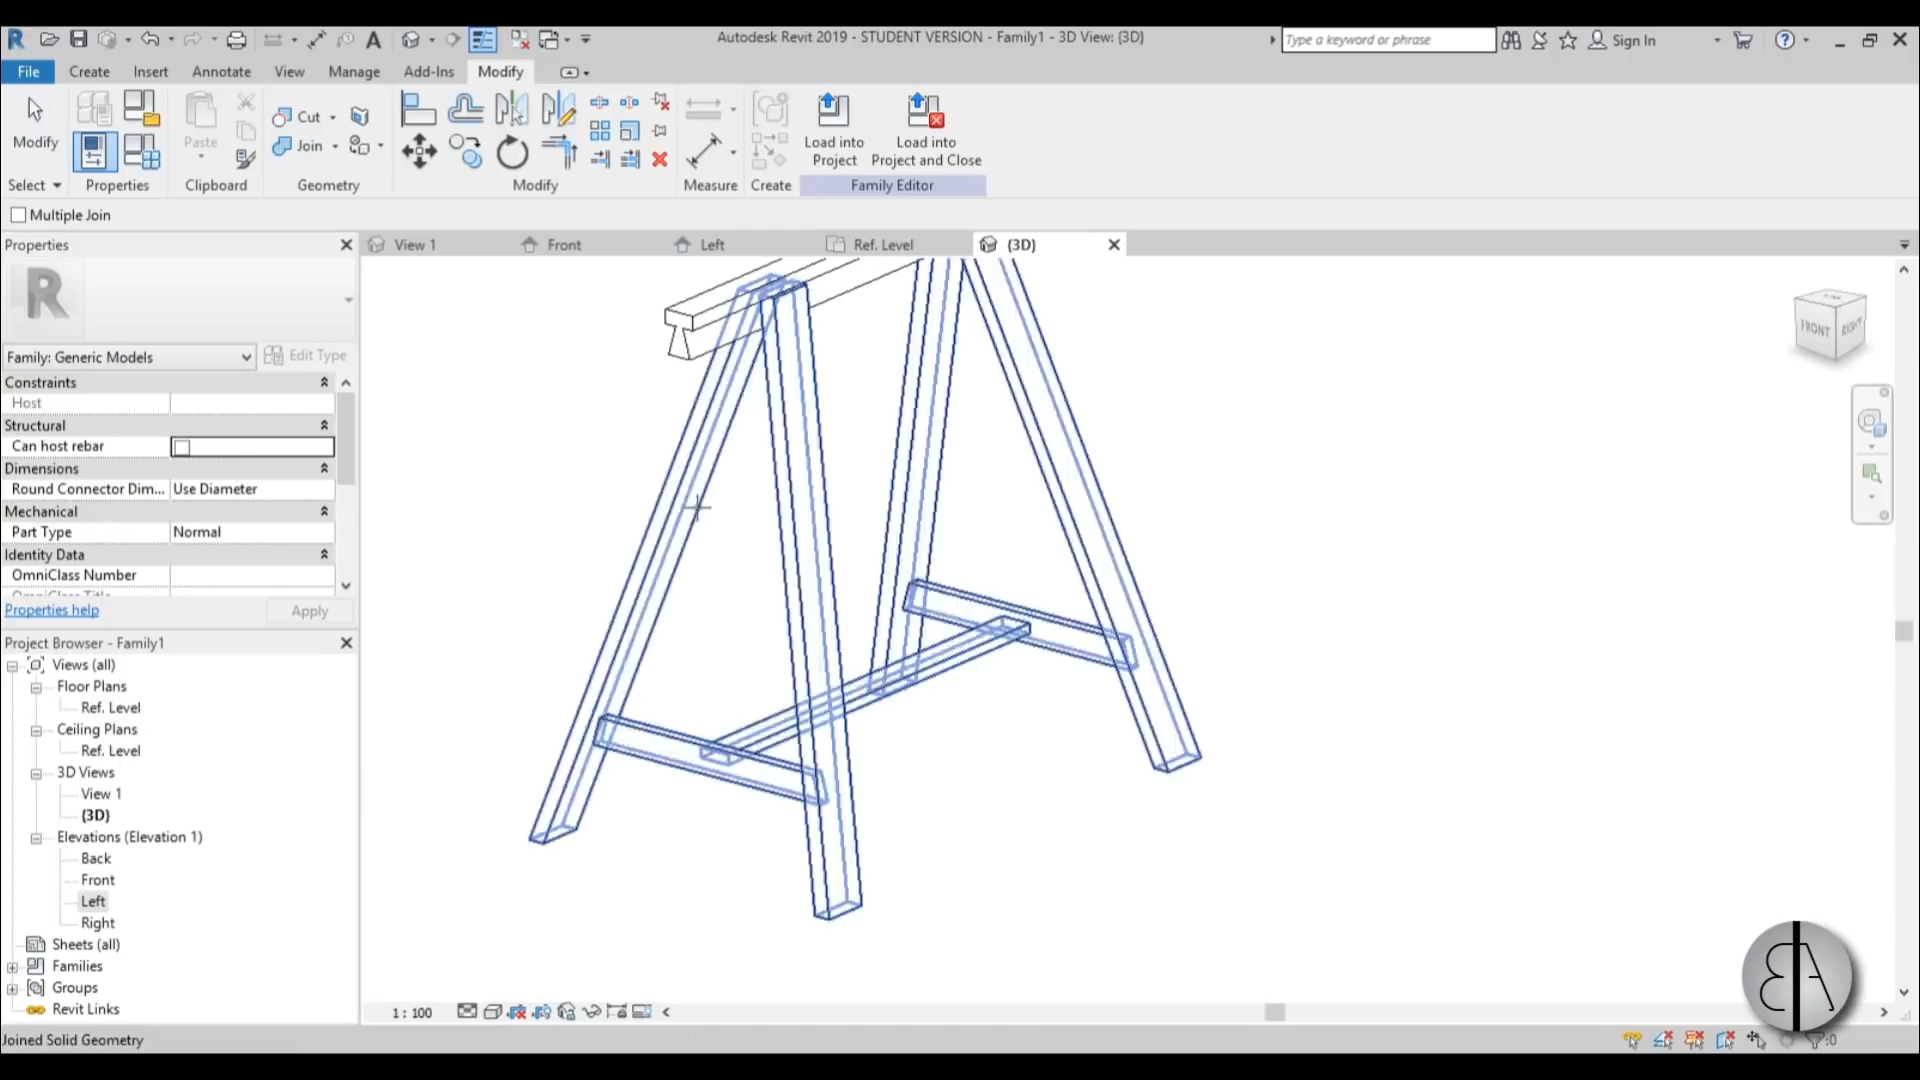 Autodesk Revit 2019 - STUDENT VERSION - Family1 - 3D View: {3D}
Type a keyword or phrase
Sign In
File Create Insert Annotate View Manage Add-Ins Modify
Modify
Paste
Cut
Join
Load into Project
Load into Project and Close
Select Properties Clipboard Geometry Modify Measure Create Family Editor
Multiple Join
Properties
View 1 Front Left Ref. Level {3D}
FRONT RIGHT
Family: Generic Models
Edit Type
Constraints
Host
Structural
Can host rebar
Dimensions
Round Connector Dim... Use Diameter
Mechanical
Part Type Normal
Identity Data
OmniClass Number
Properties help
Apply
Project Browser - Family1
Views (all)
Floor Plans
Ref. Level
Ceiling Plans
Ref. Level
3D Views
View 1
{3D}
Elevations (Elevation 1)
Back
Front
Left
Right
Sheets (all)
Families
Groups
Revit Links
1 : 100
Joined Solid Geometry
:0